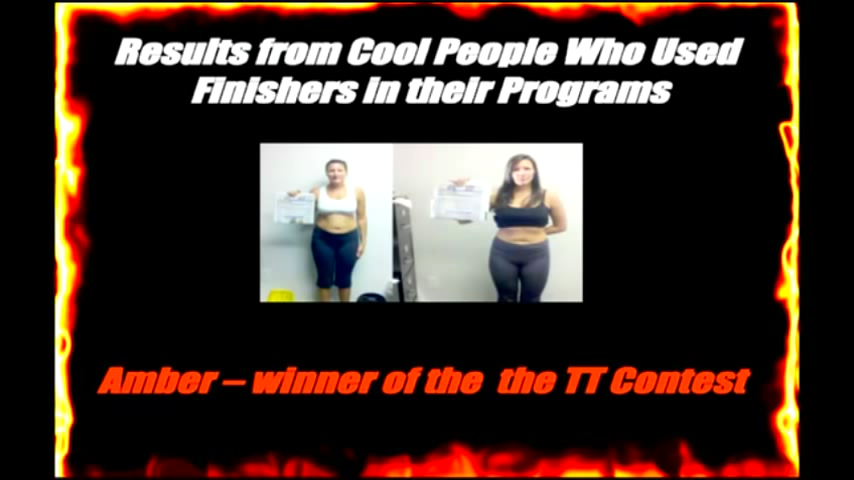 Results from Cool People Who Used
Finishers in their Programs
Amber – winner of the the TT Contest